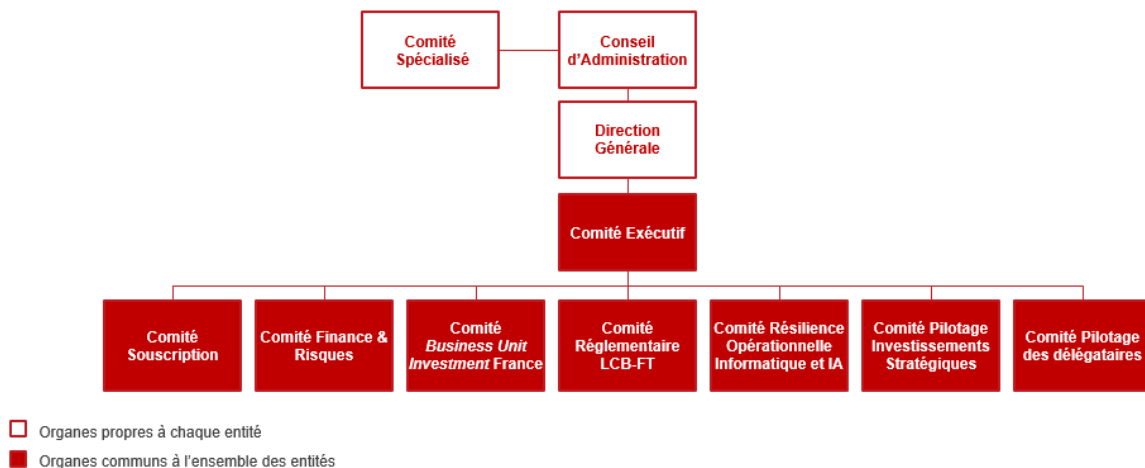 Comité
Spécialisé
Conseil
d'Administration
Direction
Générale
Comité Exécutif
Comité
Souscription
Comité Finance &
Risques
Comité
Business Unit
Investment France
Comité
Réglementaire
LCB-FT
Comité Résilience
Opérationnelle
Informatique et IA
Comité Pilotage
Investissements
Stratégiques
Comité Pilotage
des délégataires
Organes propres à chaque entité
Organes communs à l'ensemble des entités